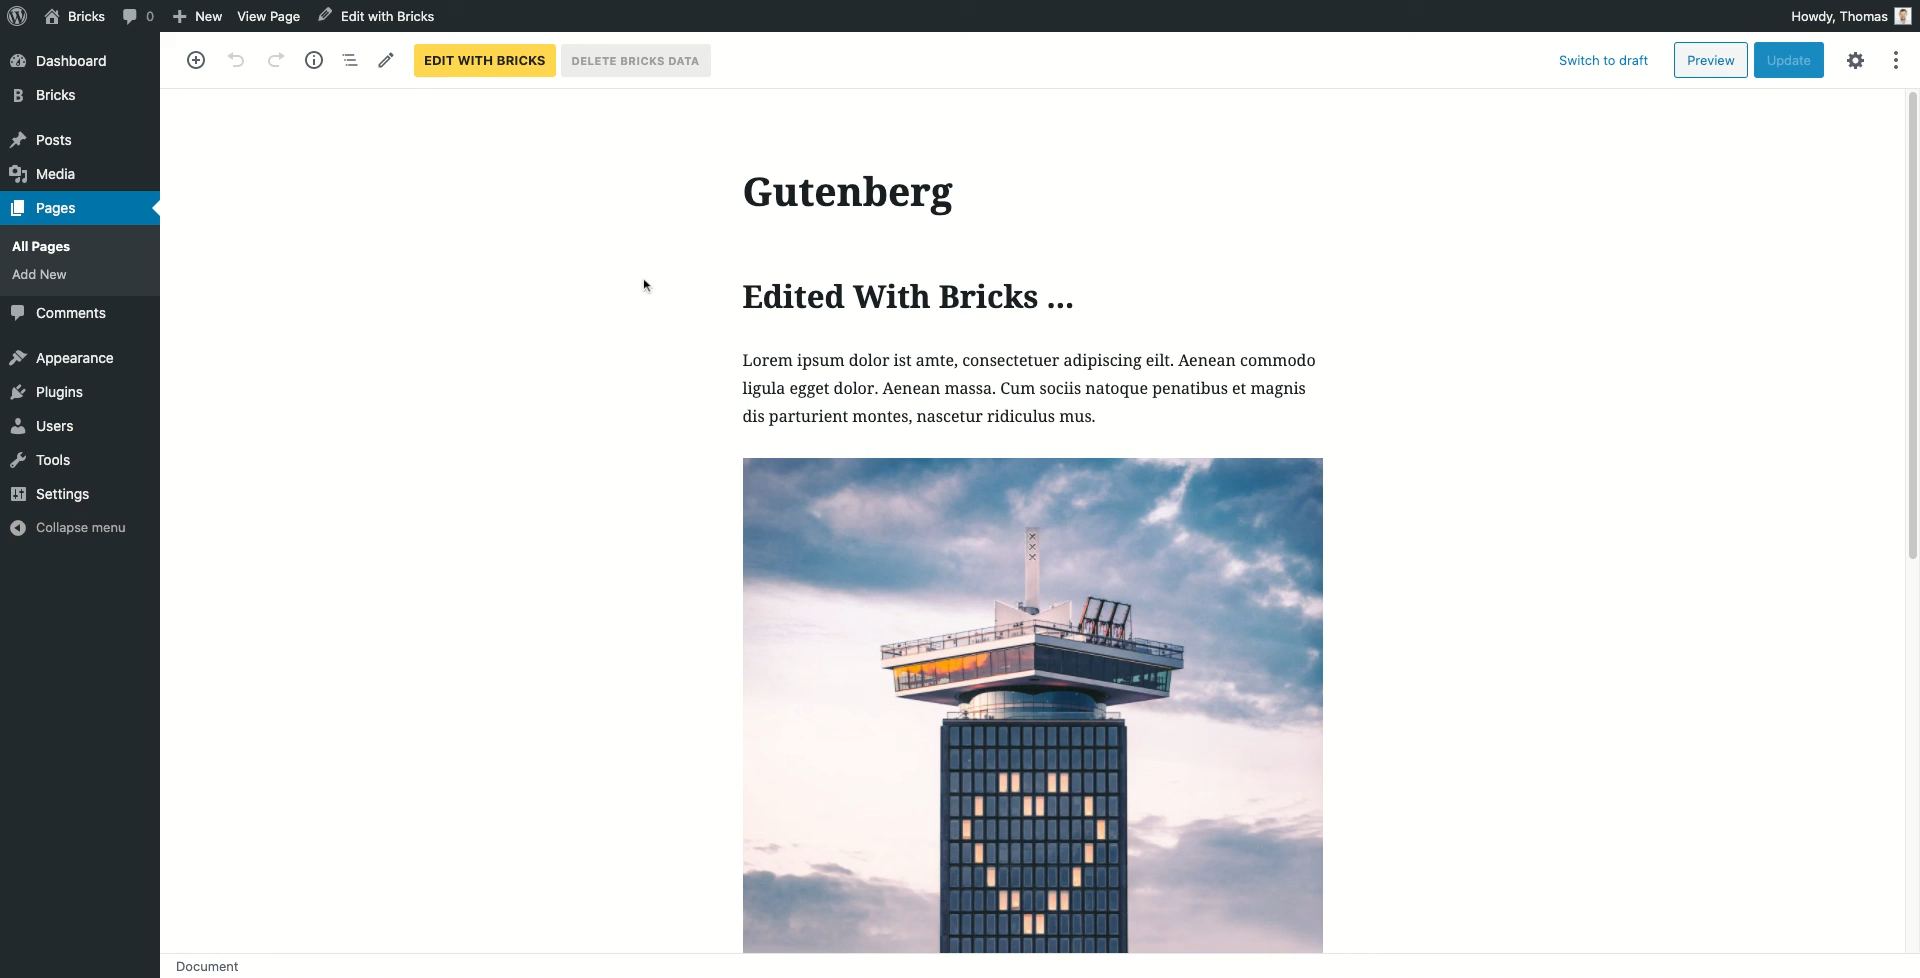 Bricks
0
New
View Page
Edit with Bricks
Howdy, Thomas
Dashboard
Bricks
Posts
Media
Pages
All Pages
Add New
Comments
Appearance
Plugins
Users
Tools
Settings
Collapse menu
EDIT WITH BRICKS
DELETE BRICKS DATA
Switch to draft
Preview
Update
Gutenberg
Edited With Bricks ...
Lorem ipsum dolor ist amte, consectetuer adipiscing eilt. Aenean commodo
ligula egget dolor. Aenean massa. Cum sociis natoque penatibus et magnis
dis parturient montes, nascetur ridiculus mus.
Document